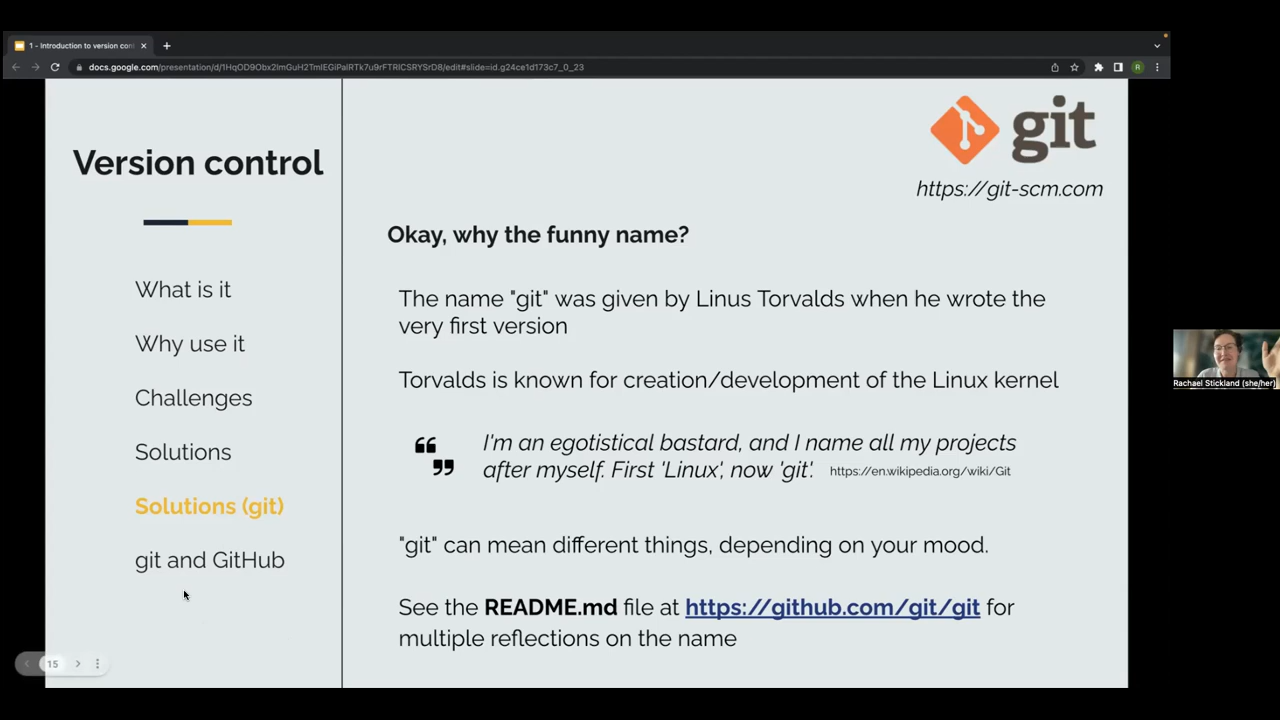 1 - Introduction to version con
docs.google.com/presentation/d/1HqOD9Obx2lmGuH2TmIEGiPaIRTk7u9rFTRICSRYSrD8/edit#slide=id.g24ce1d173c7_0_23
R
Version control
What is it
Why use it
Challenges
Solutions
Solutions (git)
git and GitHub
15
git
https://git-scm.com
Okay, why the funny name?
The name "git" was given by Linus Torvalds when he wrote the
very first version
Torvalds is known for creation/development of the Linux kernel
I'm an egotistical bastard, and I name all my projects
after myself. First 'Linux', now 'git'. https://en.wikipedia.org/wiki/Git
"git" can mean different things, depending on your mood.
See the README.md file at https://github.com/git/git for
multiple reflections on the name
Rachael Stickland (she/her)